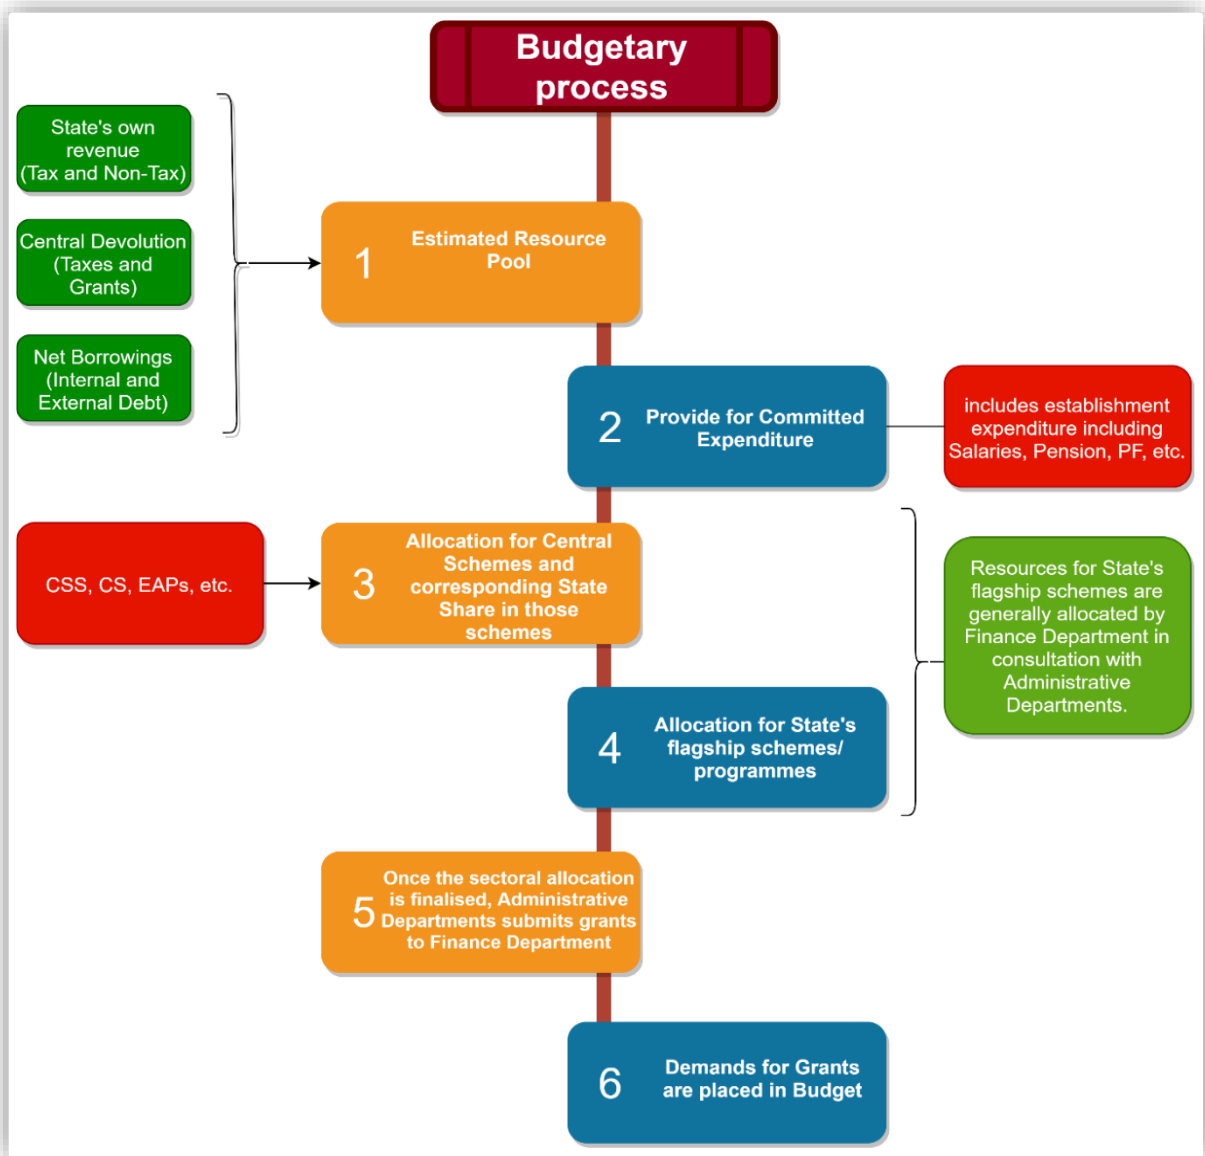 Budgetary
process
State's own
revenue
(Tax and Non-Tax)
Central Devolution
(Taxes and
Grants)
Net Borrowings
(Internal and
External Debt)
1
Estimated Resource
Pool
2
Provide for Committed
Expenditure
includes establishment
expenditure including
Salaries, Pension, PF, etc.
CSS, CS, EAPs, etc.
3
Allocation for Central
Schemes and
corresponding State
Share in those
schemes
4
Allocation for State's
flagship schemes/
programmes
Resources for State's
flagship schemes are
generally allocated by
Finance Department in
consultation with
Administrative
Departments.
5
Once the sectoral allocation
is finalised, Administrative
Departments submits grants
to Finance Department
6
Demands for Grants
are placed in Budget